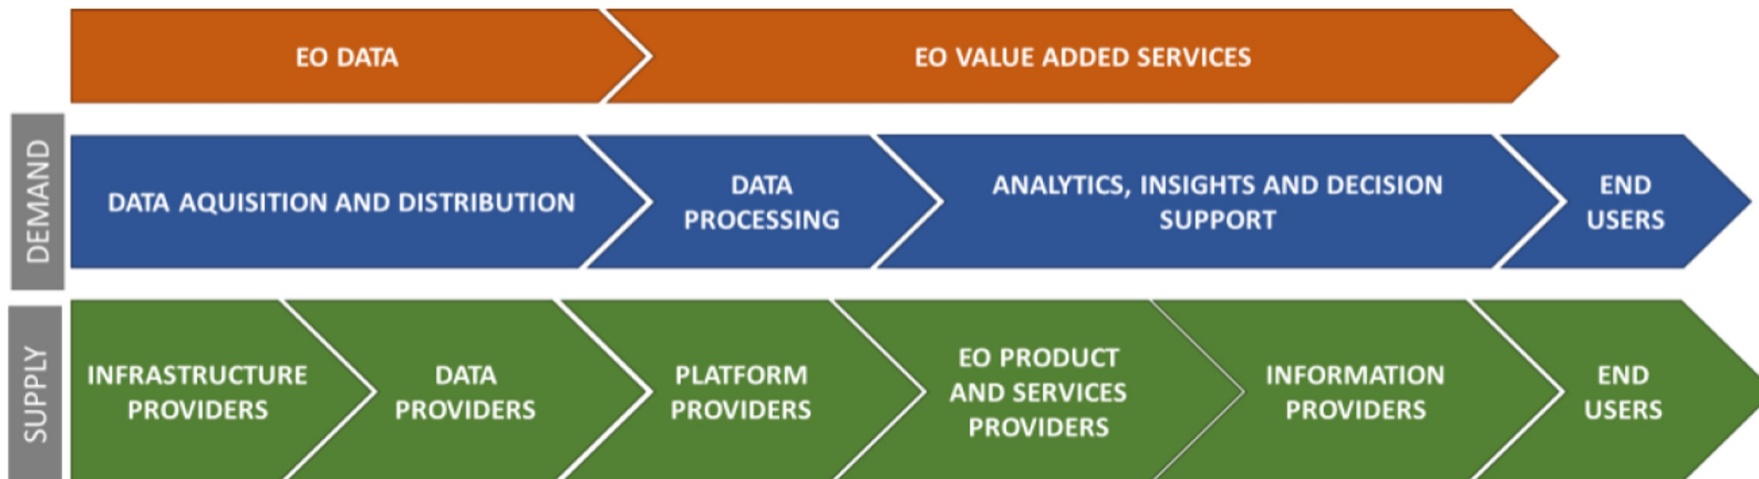 EO DATA
EO VALUE ADDED SERVICES
DEMAND
DATA AQUISITION AND DISTRIBUTION
DATA
PROCESSING
ANALYTICS, INSIGHTS AND DECISION
SUPPORT
END
USERS
SUPPLY
INFRASTRUCTURE
PROVIDERS
DATA
PROVIDERS
PLATFORM
PROVIDERS
EO PRODUCT
AND SERVICES
PROVIDERS
INFORMATION
PROVIDERS
END
USERS